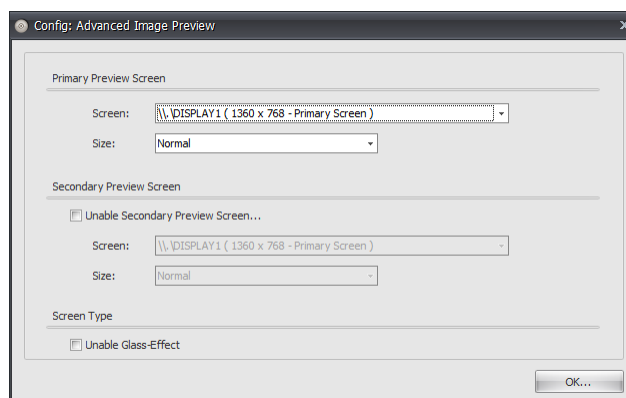 Config: Advanced Image Preview
Primary Preview Screen
Screen: \\.\DISPLAY1 ( 1360 x 768 - Primary Screen )
Size: Normal
Secondary Preview Screen
Unable Secondary Preview Screen...
Screen: \\.\DISPLAY1 ( 1360 x 768 - Primary Screen )
Size: Normal
Screen Type
Unable Glass-Effect
OK...